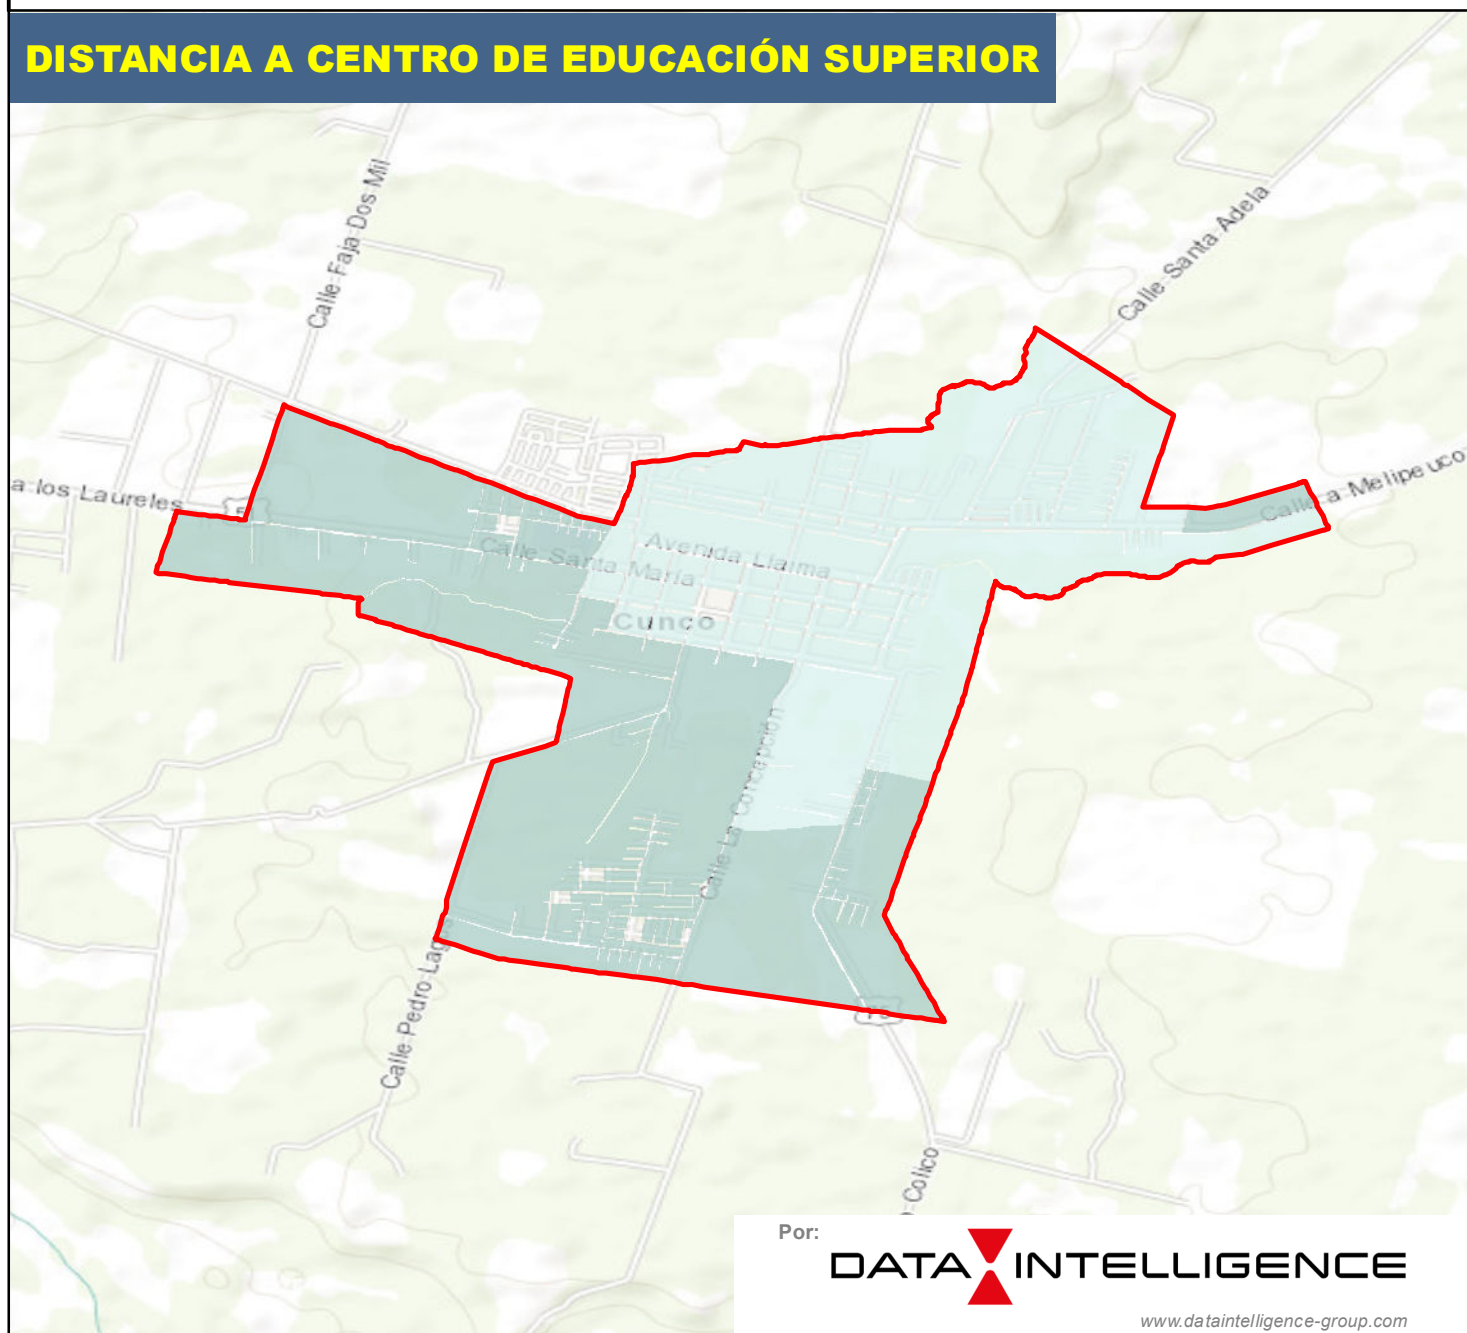 DISTANCIA A CENTRO DE EDUCACIÓN SUPERIOR
Calle Faja Dos Mil
Calle Santa Adela
a los Laureles
Calle a Melipeuco
Calle Santa María
Avenida Llaima
Cunco
Calle La Concepción
Calle Pedro Lagos
Colico
Por:
DATA INTELLIGENCE
www.dataintelligence-group.com